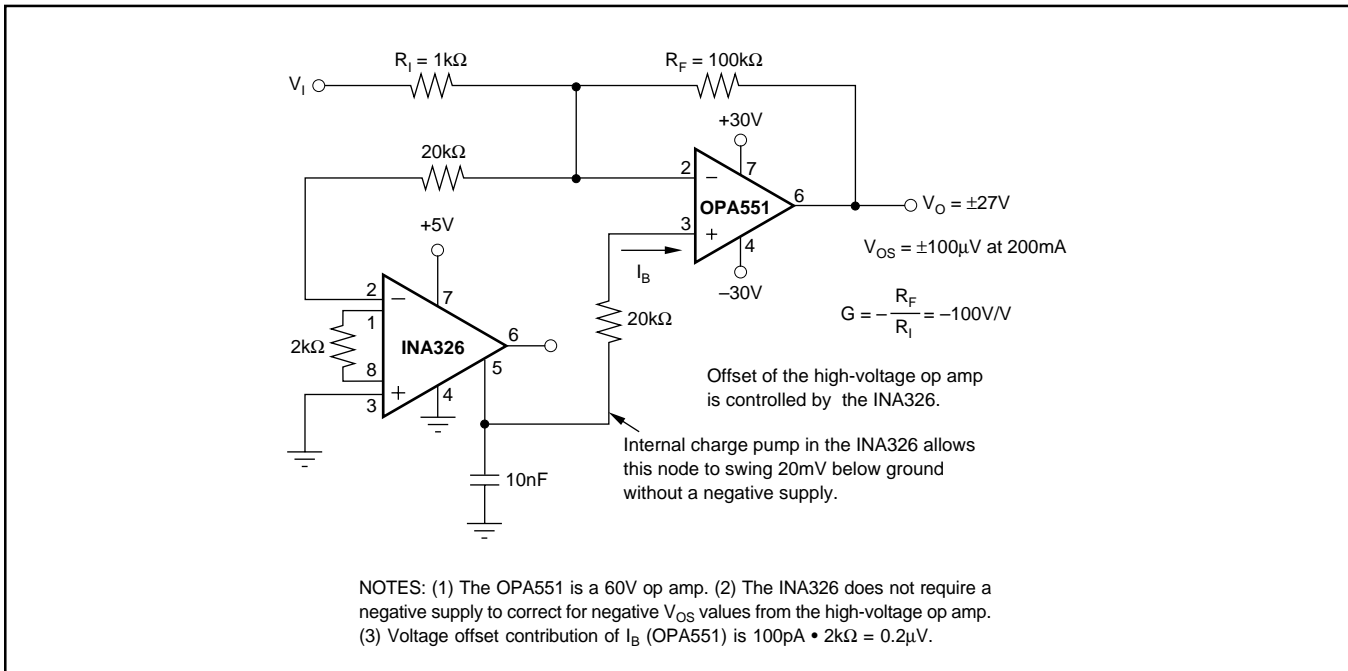 R_I = 1kΩ
R_F = 100kΩ
V_I
+30V
20kΩ
2
–
7
OPA551
6
V_O = ±27V
3
+
4
+5V
I_B
–30V
V_OS = ±100µV at 200mA
2
–
7
1
20kΩ
G = – R_F / R_I = –100V/V
2kΩ
INA326
6
8
5
3
+
4
Offset of the high-voltage op amp
is controlled by the INA326.
Internal charge pump in the INA326 allows
this node to swing 20mV below ground
without a negative supply.
10nF
NOTES: (1) The OPA551 is a 60V op amp. (2) The INA326 does not require a
negative supply to correct for negative V_OS values from the high-voltage op amp.
(3) Voltage offset contribution of I_B (OPA551) is 100pA • 2kΩ = 0.2µV.